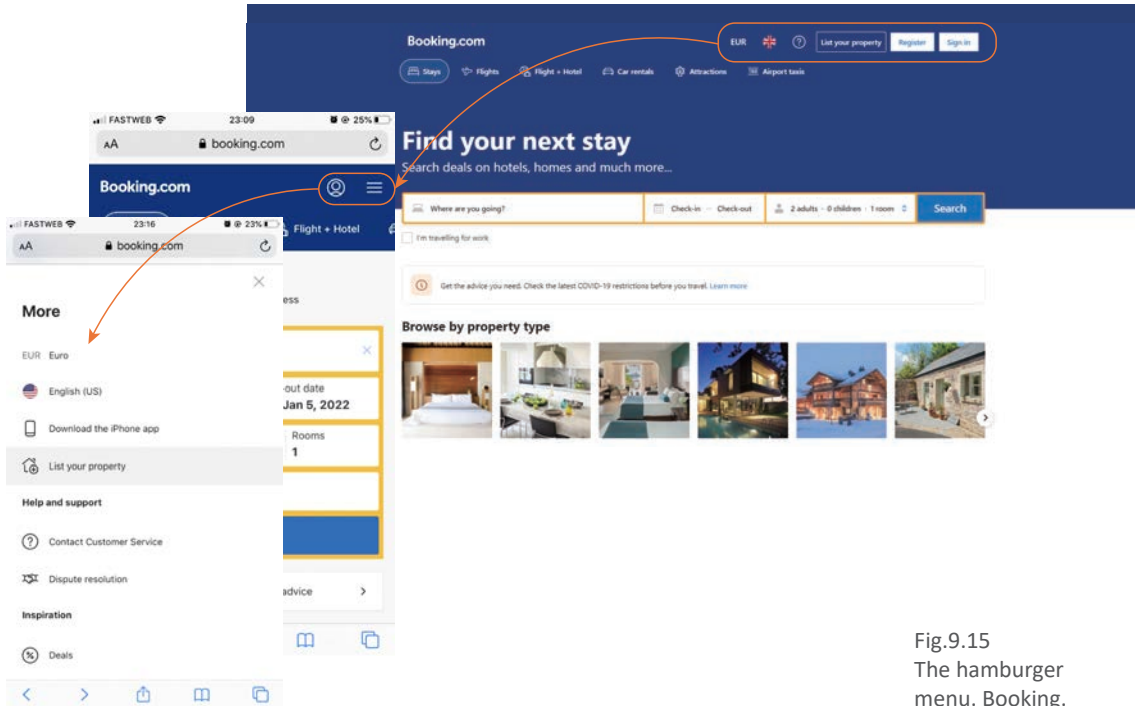 Booking.com
EUR
List your property
Register
Sign in
Stays
Flights
Flight + Hotel
Car rentals
Attractions
Airport taxis
Find your next stay
Search deals on hotels, homes and much more...
Where are you going?
Check-in — Check-out
2 adults · 0 children · 1 room
Search
I'm travelling for work
Get the advice you need. Check the latest COVID-19 restrictions before you travel. Learn more
Browse by property type
FASTWEB
23:09
25%
AA
booking.com
Booking.com
Flight + Hotel
ess
-out date
Jan 5, 2022
Rooms
1
advice
FASTWEB
23:16
23%
AA
booking.com
More
EUR Euro
English (US)
Download the iPhone app
List your property
Help and support
Contact Customer Service
Dispute resolution
Inspiration
Deals
Fig.9.15
The hamburger
menu. Booking.